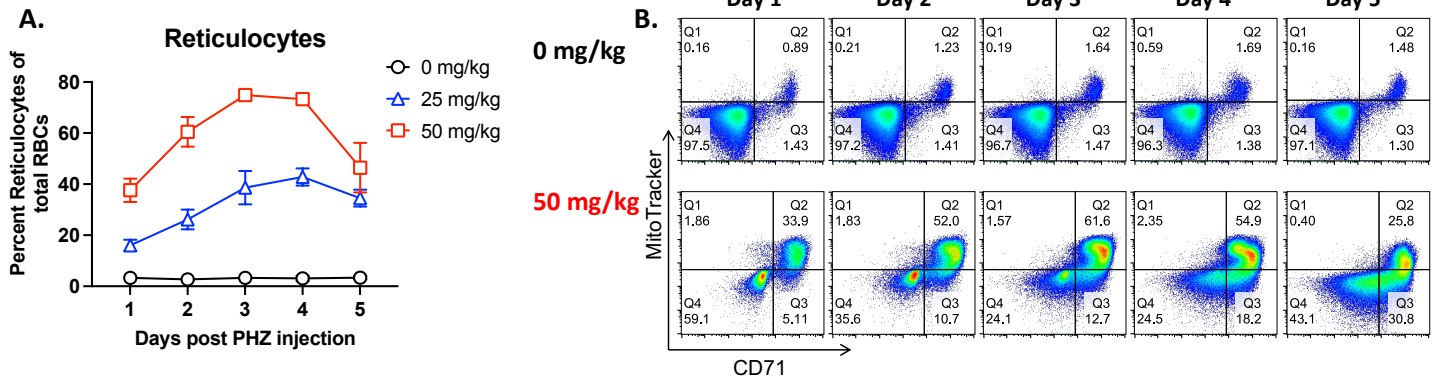 A.
Reticulocytes
Percent Reticulocytes of
total RBCs
80
60
40
20
0
1 2 3 4 5
Days post PHZ injection
0 mg/kg
25 mg/kg
50 mg/kg
B.
Day 1 Day 2 Day 3 Day 4 Day 5
0 mg/kg
Q1 Q2 Q1 Q2 Q1 Q2 Q1 Q2 Q1 Q2
0.16 0.89 0.21 1.23 0.19 1.64 0.59 1.69 0.16 1.48
Q4 Q3 Q4 Q3 Q4 Q3 Q4 Q3 Q4 Q3
97.5 1.43 97.2 1.41 96.7 1.47 96.3 1.38 97.1 1.30
50 mg/kg
Q1 Q2 Q1 Q2 Q1 Q2 Q1 Q2 Q1 Q2
1.86 33.9 1.83 52.0 1.57 61.6 2.35 54.9 0.40 25.8
Q4 Q3 Q4 Q3 Q4 Q3 Q4 Q3 Q4 Q3
59.1 5.11 35.6 10.7 24.1 12.7 24.5 18.2 43.1 30.8
MitoTracker
CD71